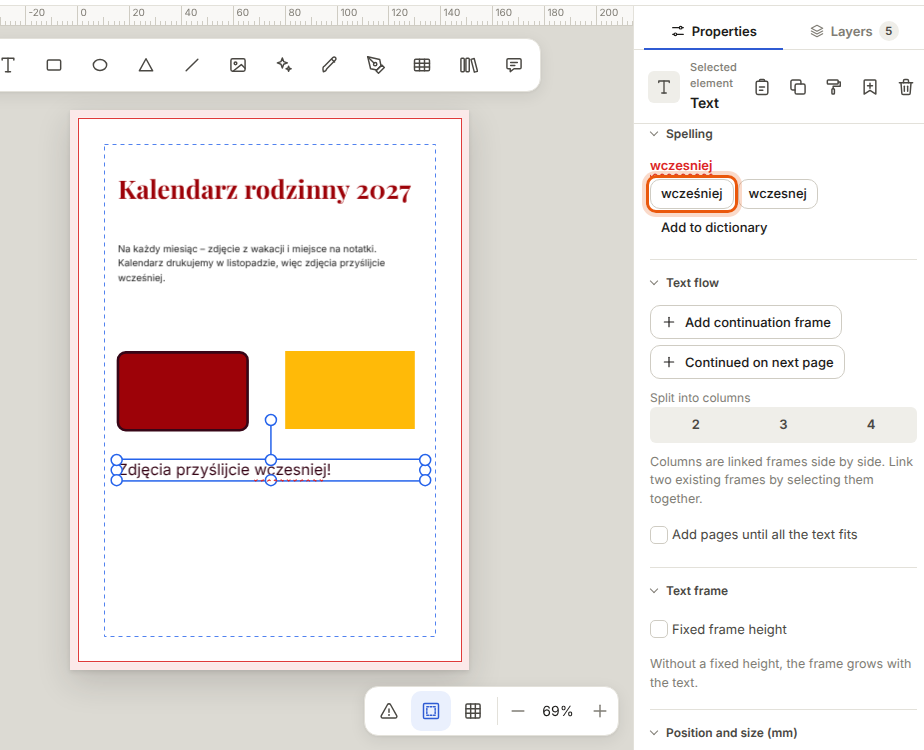 -20 0 20 40 60 80 100 120 140 160 180 200
Properties
Layers 5
Selected
element
Text
Spelling
wczesniej
wcześniej wczesnej
Add to dictionary
Text flow
+ Add continuation frame
+ Continued on next page
Split into columns
2 3 4
Columns are linked frames side by side. Link
two existing frames by selecting them
together.
Add pages until all the text fits
Text frame
Fixed frame height
Without a fixed height, the frame grows with
the text.
Position and size (mm)
Kalendarz rodzinny 2027
Na każdy miesiąc – zdjęcie z wakacji i miejsce na notatki.
Kalendarz drukujemy w listopadzie, więc zdjęcia przyślijcie
wcześniej.
Zdjęcia przyślijcie wczesniej!
69%